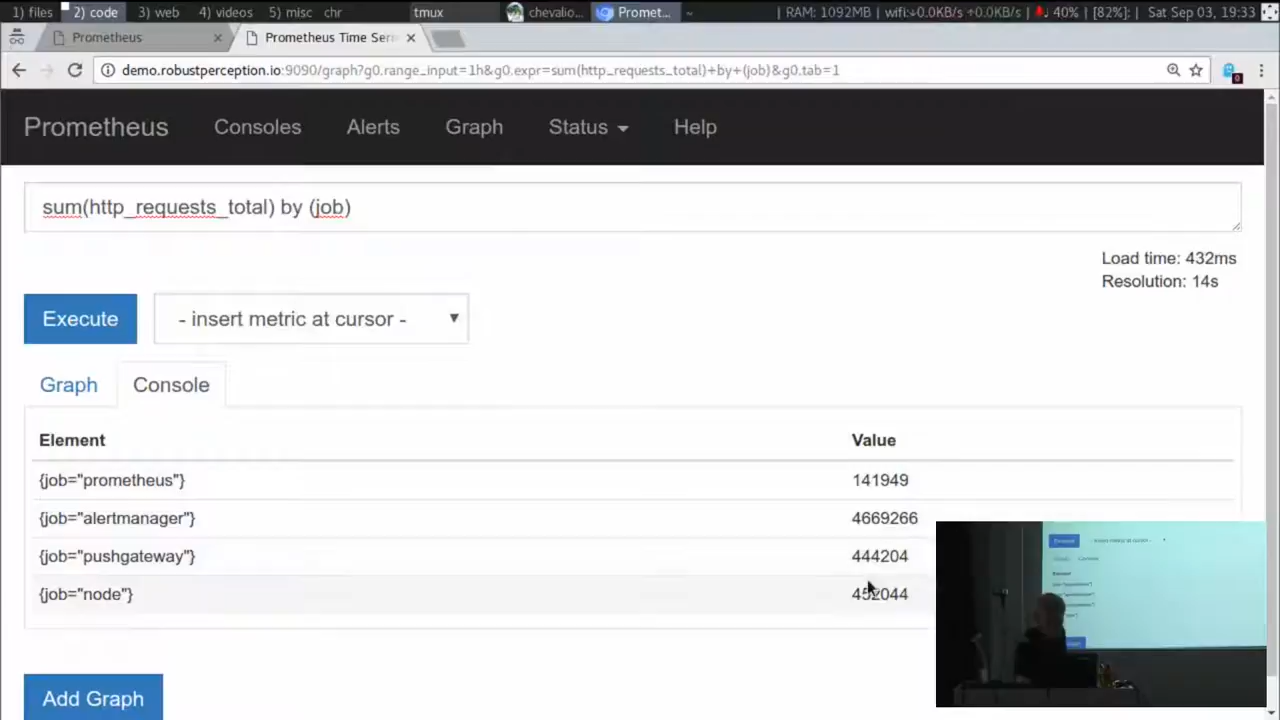 1) files 2) code 3) web 4) videos 5) misc chr tmux chevalio... Promet... | RAM: 1092MB | wifi:↓0.0KB/s ↑0.0KB/s | 40% [82%]: | Sat Sep 03, 19:33
Prometheus × Prometheus Time Ser ×
demo.robustperception.io:9090/graph?g0.range_input=1h&g0.expr=sum(http_requests_total)+by+(job)&g0.tab=1 0
Prometheus Consoles Alerts Graph Status Help
sum(http_requests_total) by (job)
Load time: 432ms
Resolution: 14s
Execute - insert metric at cursor -
Graph Console
Element Value
{job="prometheus"} 141949
{job="alertmanager"} 4669266
{job="pushgateway"} 444204
{job="node"} 452044
Add Graph